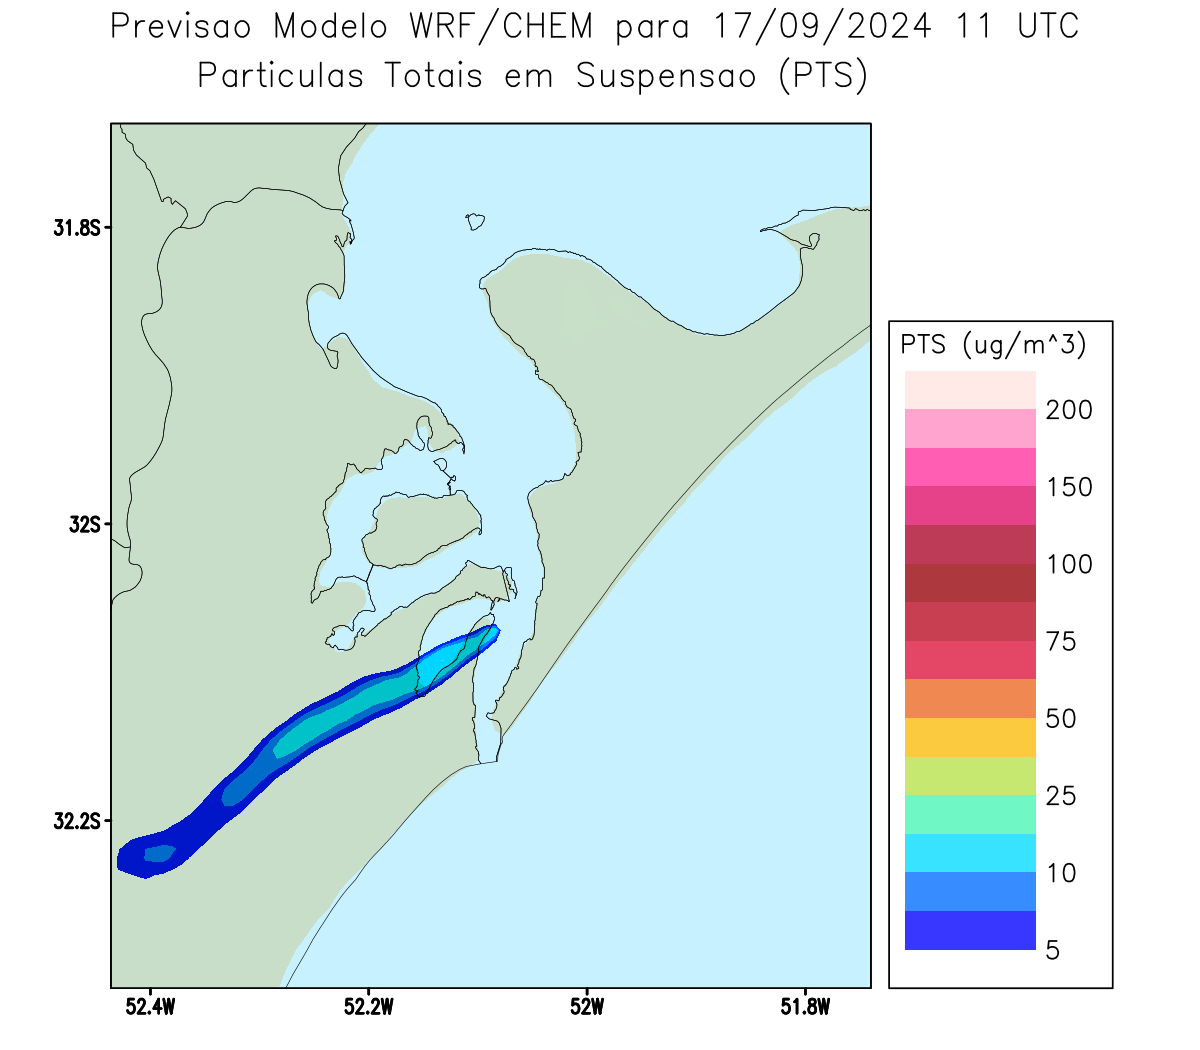 Previsao Modelo WRF/CHEM para 17/09/2024 11 UTC
Particulas Totais em Suspensao (PTS)
31.8S
32S
32.2S
52.4W
52.2W
52W
51.8W
PTS (ug/m^3)
200
150
100
75
50
25
10
5